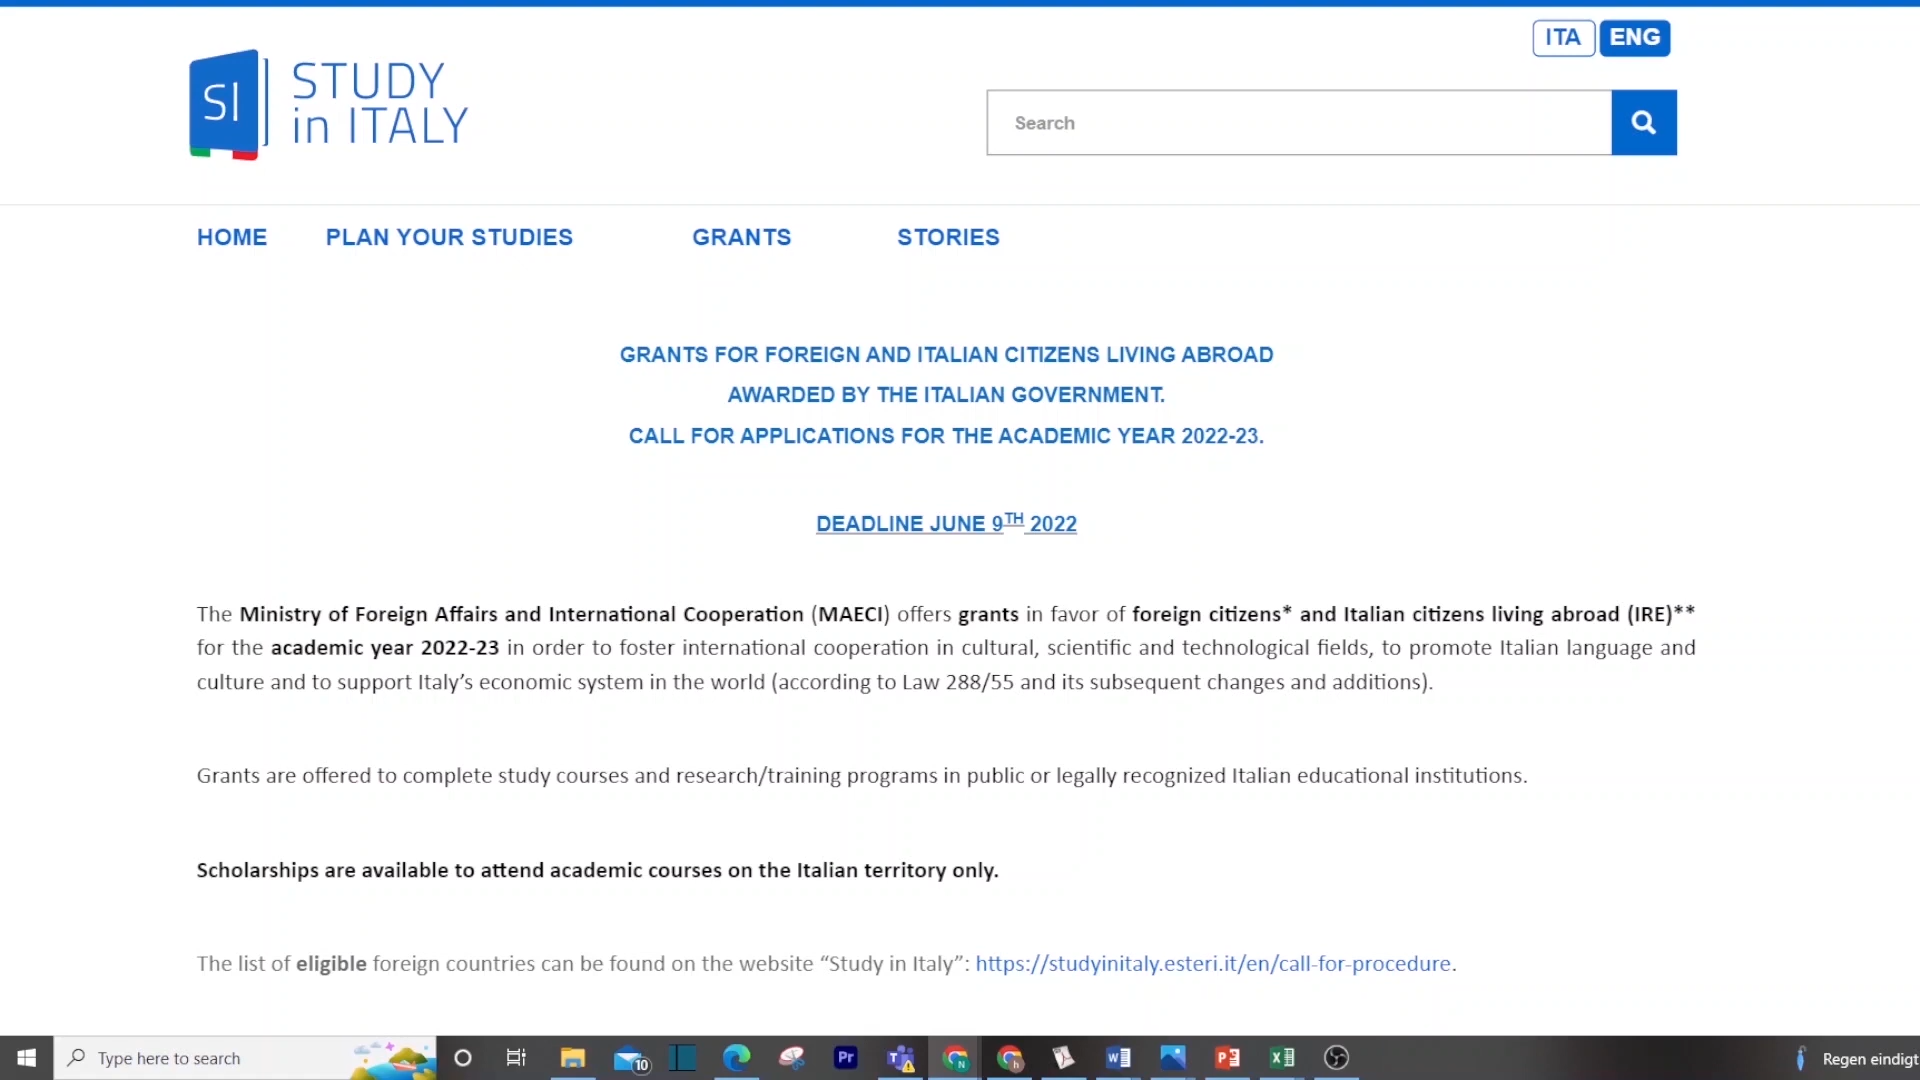 ITA ENG
SI
STUDY
in ITALY
Search
HOME PLAN YOUR STUDIES GRANTS STORIES
GRANTS FOR FOREIGN AND ITALIAN CITIZENS LIVING ABROAD
AWARDED BY THE ITALIAN GOVERNMENT.
CALL FOR APPLICATIONS FOR THE ACADEMIC YEAR 2022-23.
DEADLINE JUNE 9TH 2022
The Ministry of Foreign Affairs and International Cooperation (MAECI) offers grants in favor of foreign citizens* and Italian citizens living abroad (IRE)**
for the academic year 2022-23 in order to foster international cooperation in cultural, scientific and technological fields, to promote Italian language and
culture and to support Italy’s economic system in the world (according to Law 288/55 and its subsequent changes and additions).
Grants are offered to complete study courses and research/training programs in public or legally recognized Italian educational institutions.
Scholarships are available to attend academic courses on the Italian territory only.
The list of eligible foreign countries can be found on the website “Study in Italy”: https://studyinitaly.esteri.it/en/call-for-procedure.
Type here to search 10 Pr N h Regen eindigt